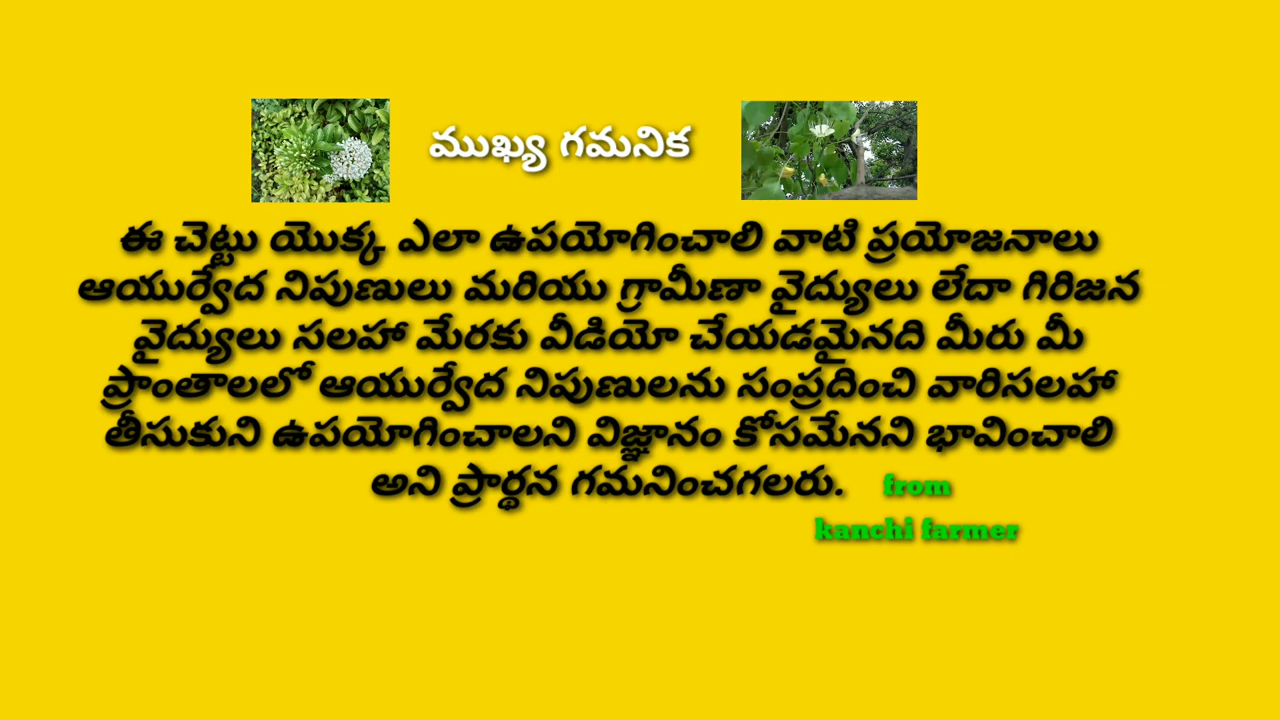 ముఖ్య గమనిక
ఈ చెట్టు యొక్క ఎలా ఉపయోగించాలి వాటి ప్రయోజనాలు
ఆయుర్వేద నిపుణులు మరియు గ్రామీణా వైద్యులు లేదా గిరిజన
వైద్యులు సలహా మేరకు వీడియో చేయడమైనది మీరు మీ
ప్రాంతాలలో ఆయుర్వేద నిపుణులను సంప్రదించి వారిసలహా
తీసుకుని ఉపయోగించాలని విజ్ఞానం కోసమేనని భావించాలి
అని ప్రార్థన గమనించగలరు. from
kanchi farmer